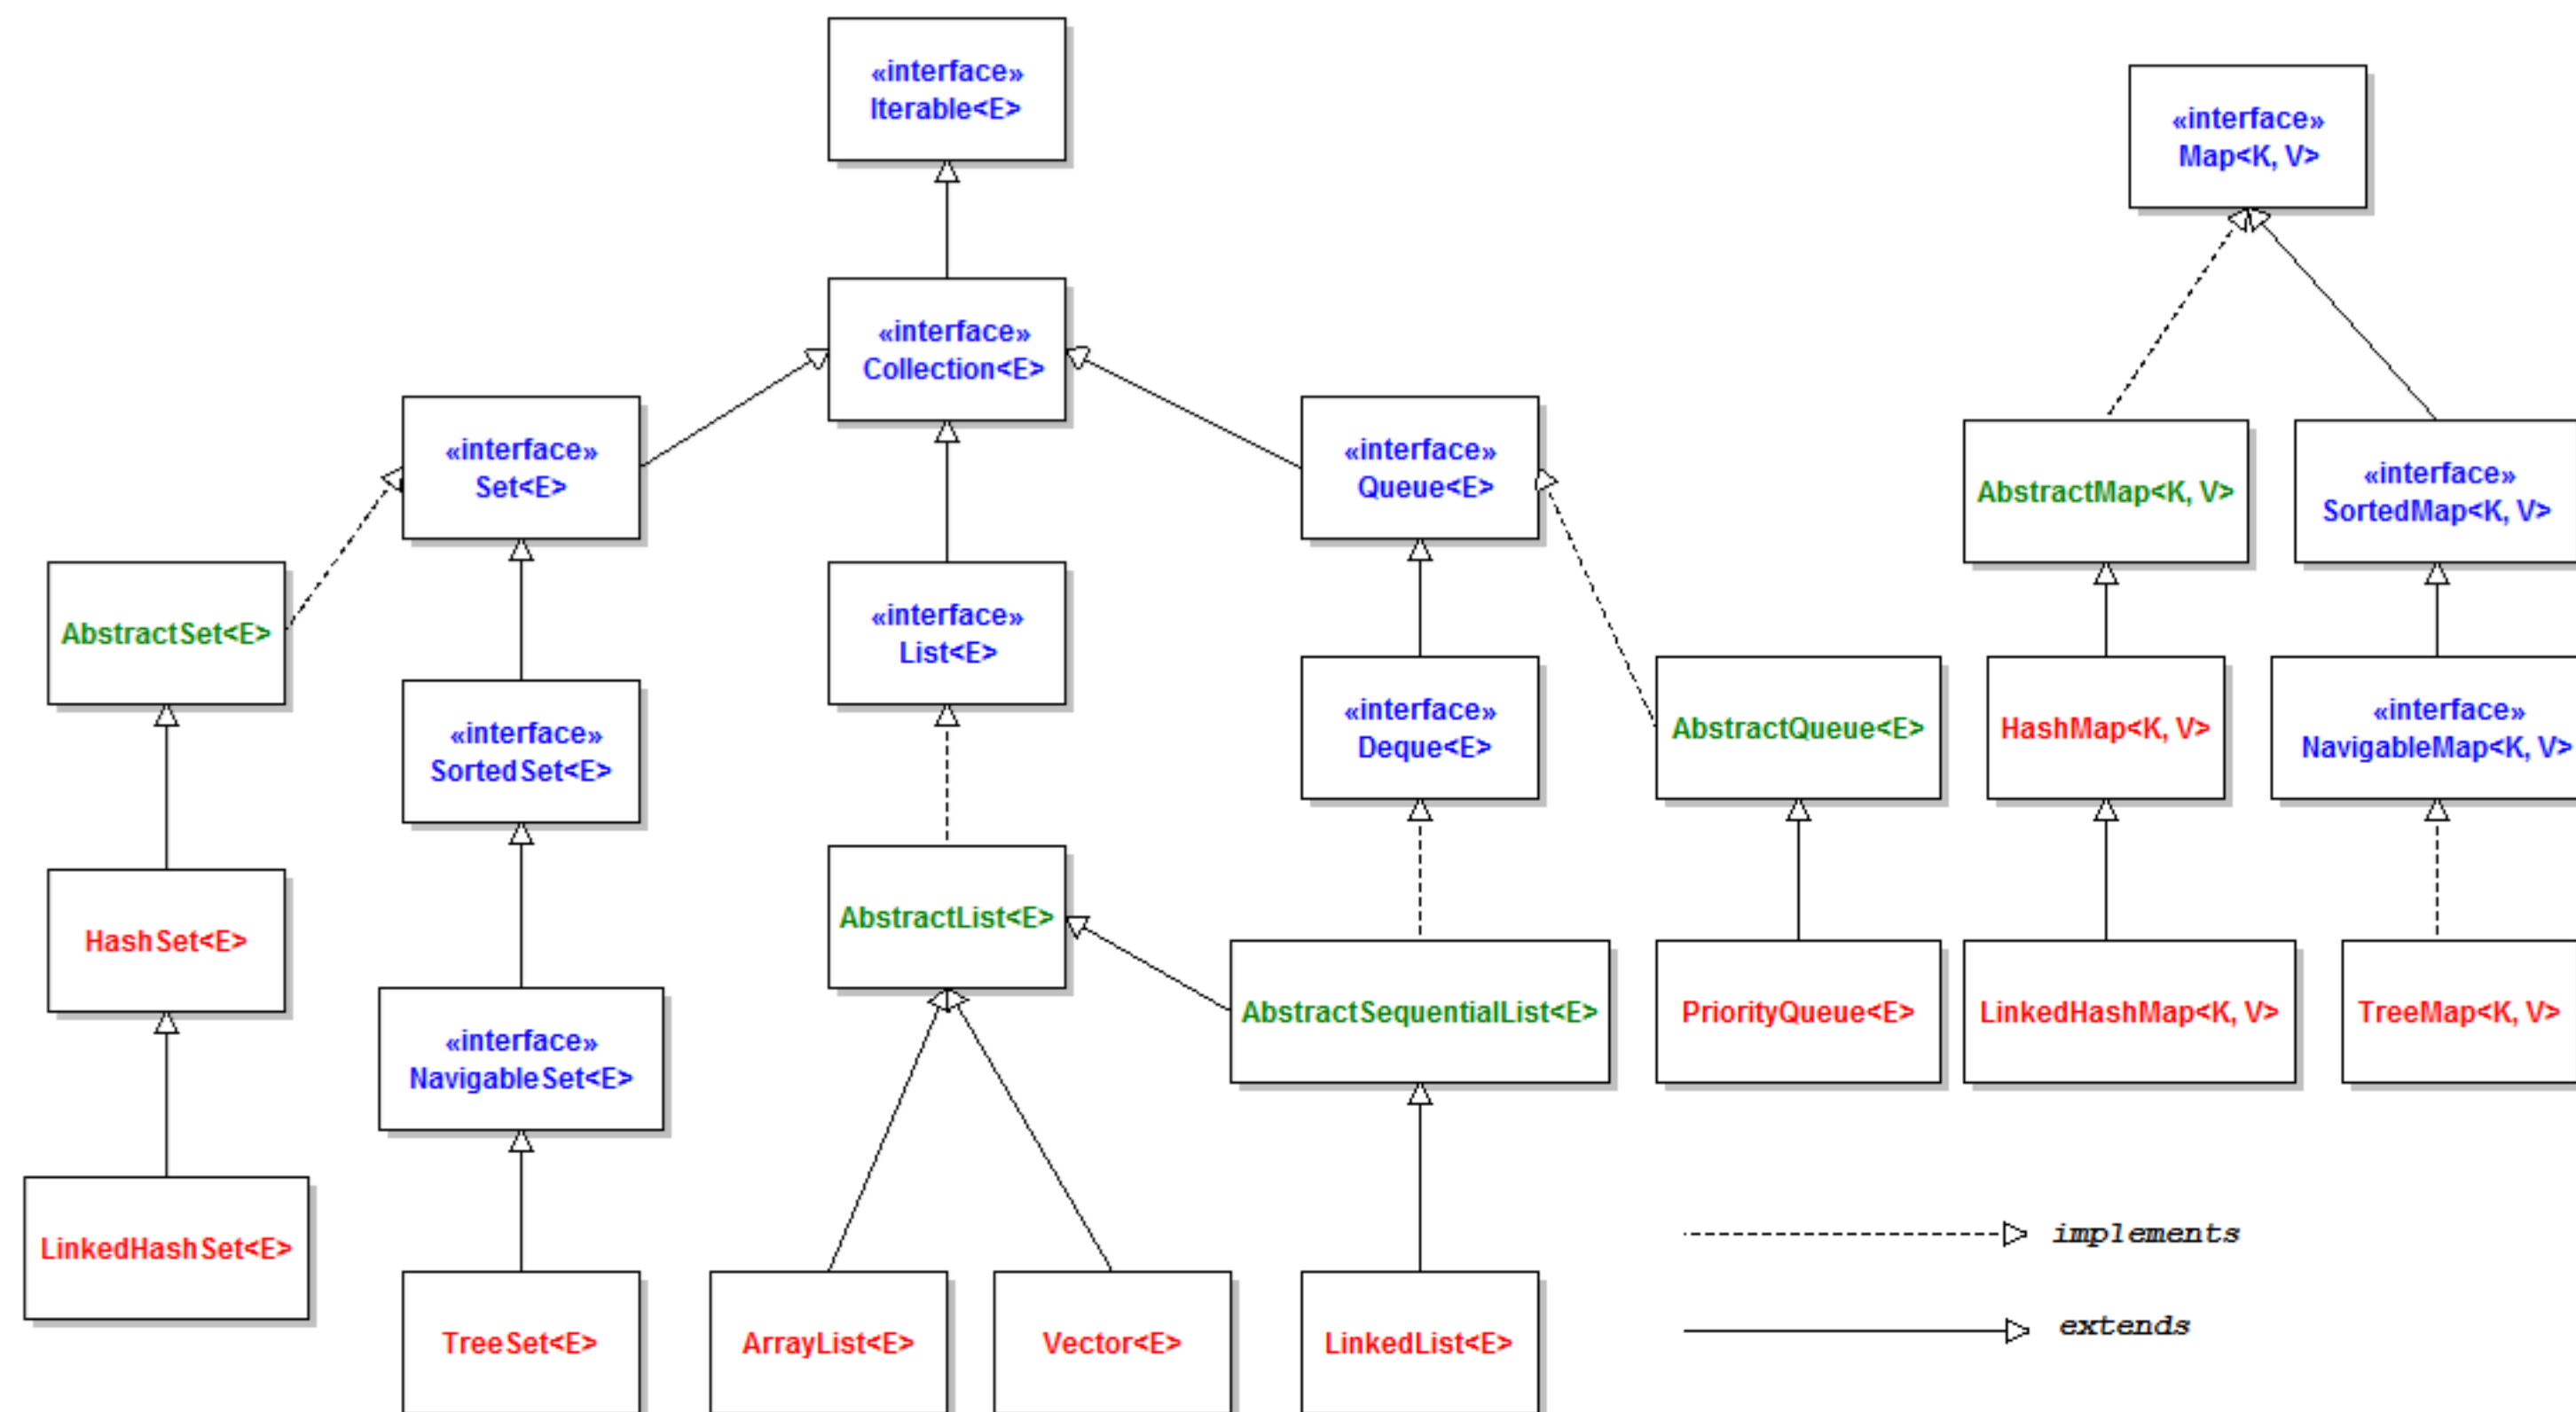 «interface»
Iterable<E>
«interface»
Map<K, V>
«interface»
Collection<E>
«interface»
Set<E>
«interface»
Queue<E>
AbstractMap<K, V>
«interface»
SortedMap<K, V>
AbstractSet<E>
«interface»
List<E>
«interface»
SortedSet<E>
«interface»
Deque<E>
AbstractQueue<E>
HashMap<K, V>
«interface»
NavigableMap<K, V>
HashSet<E>
AbstractList<E>
«interface»
NavigableSet<E>
AbstractSequentialList<E>
PriorityQueue<E>
LinkedHashMap<K, V>
TreeMap<K, V>
LinkedHashSet<E>
implements
extends
TreeSet<E>
ArrayList<E>
Vector<E>
LinkedList<E>